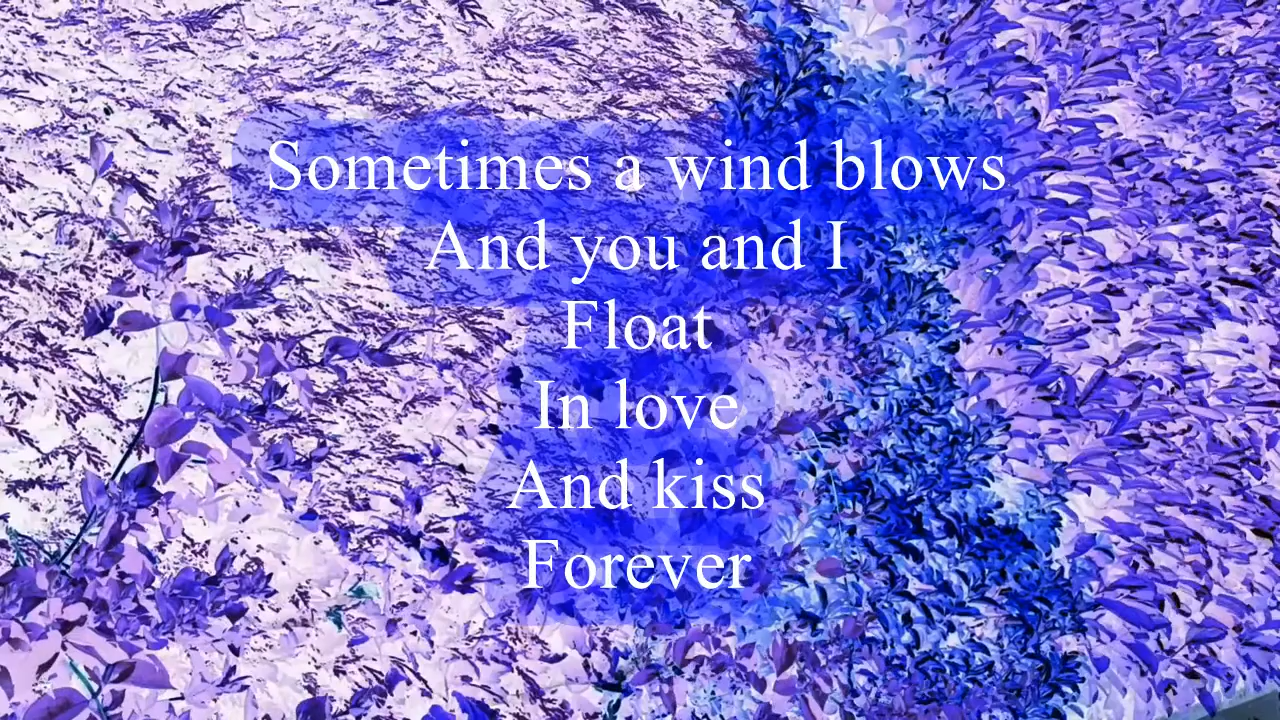 Sometimes a wind blows
And you and I
Float
In love
And kiss
Forever